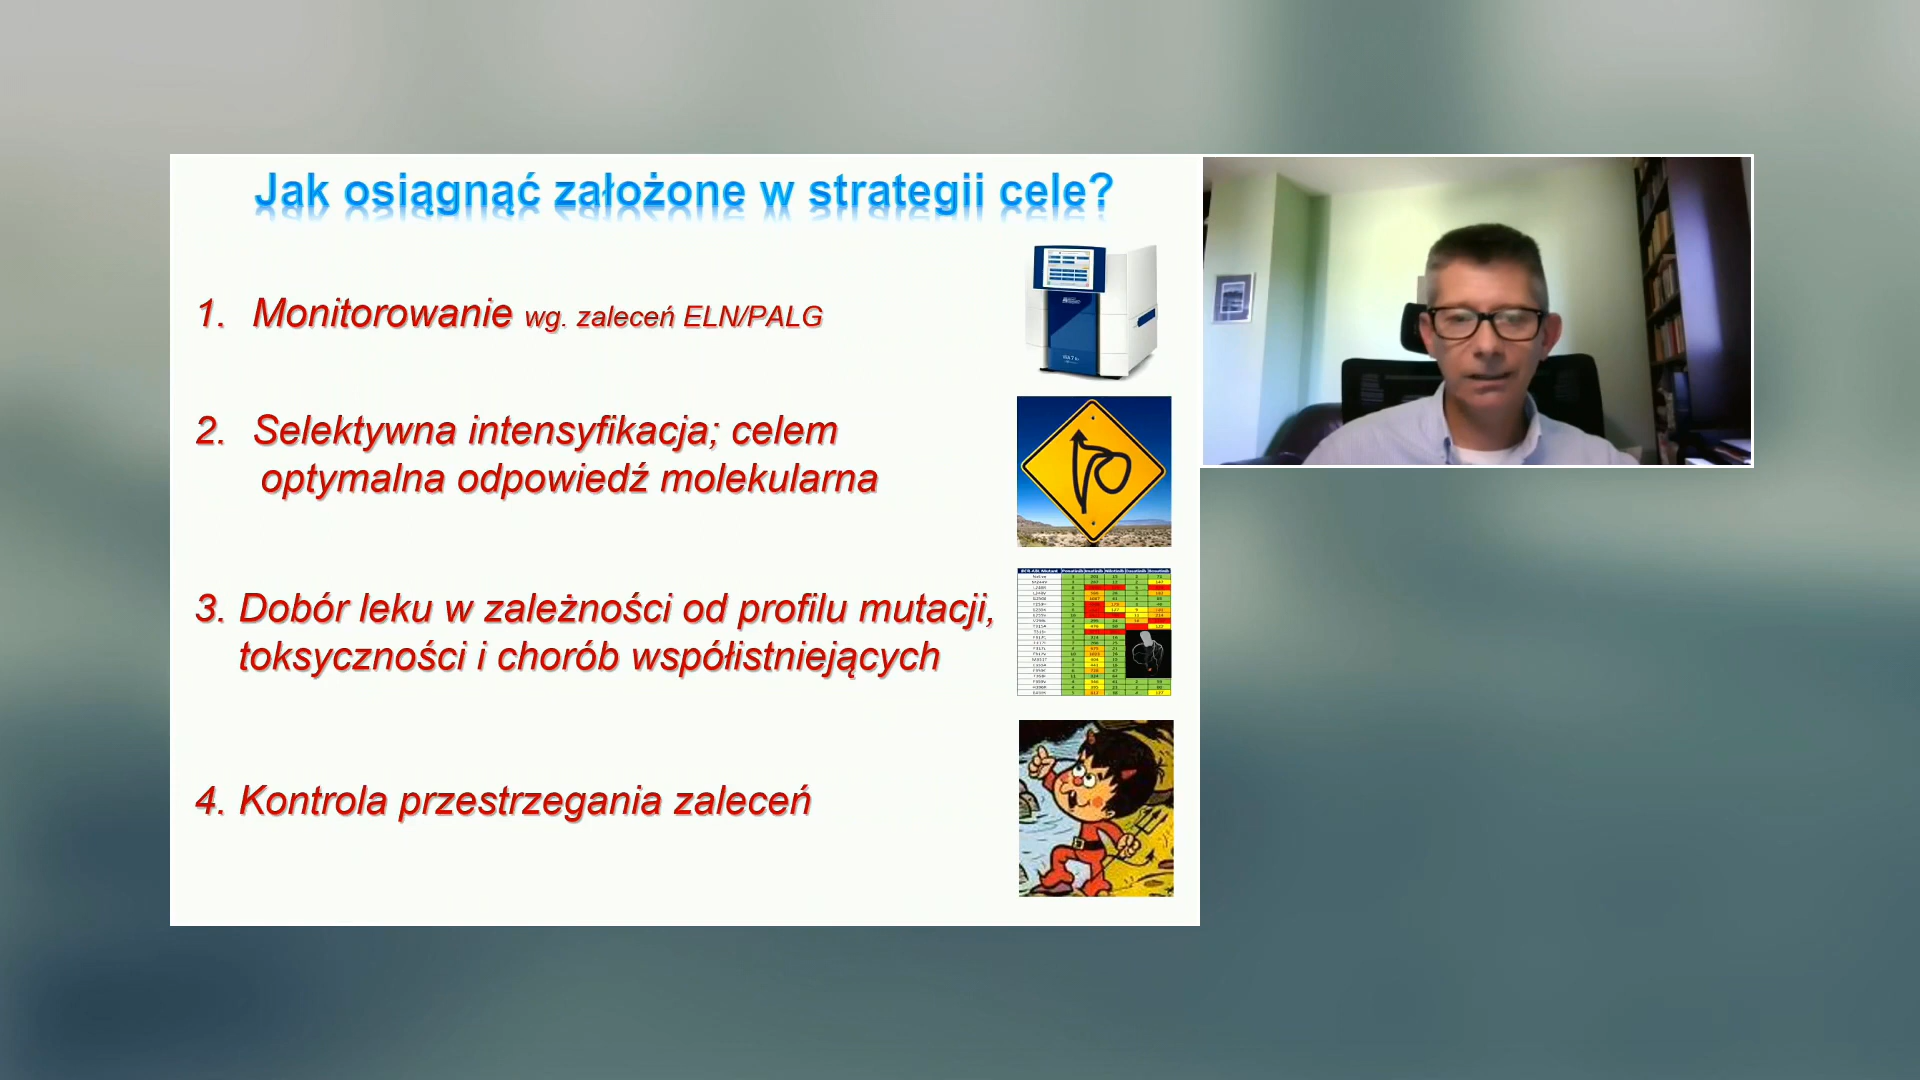 Jak osiągnąć założone w strategii cele?
1. Monitorowanie wg. zaleceń ELN/PALG
2. Selektywna intensyfikacja; celem
optymalna odpowiedź molekularna
3. Dobór leku w zależności od profilu mutacji,
toksyczności i chorób współistniejących
4. Kontrola przestrzegania zaleceń